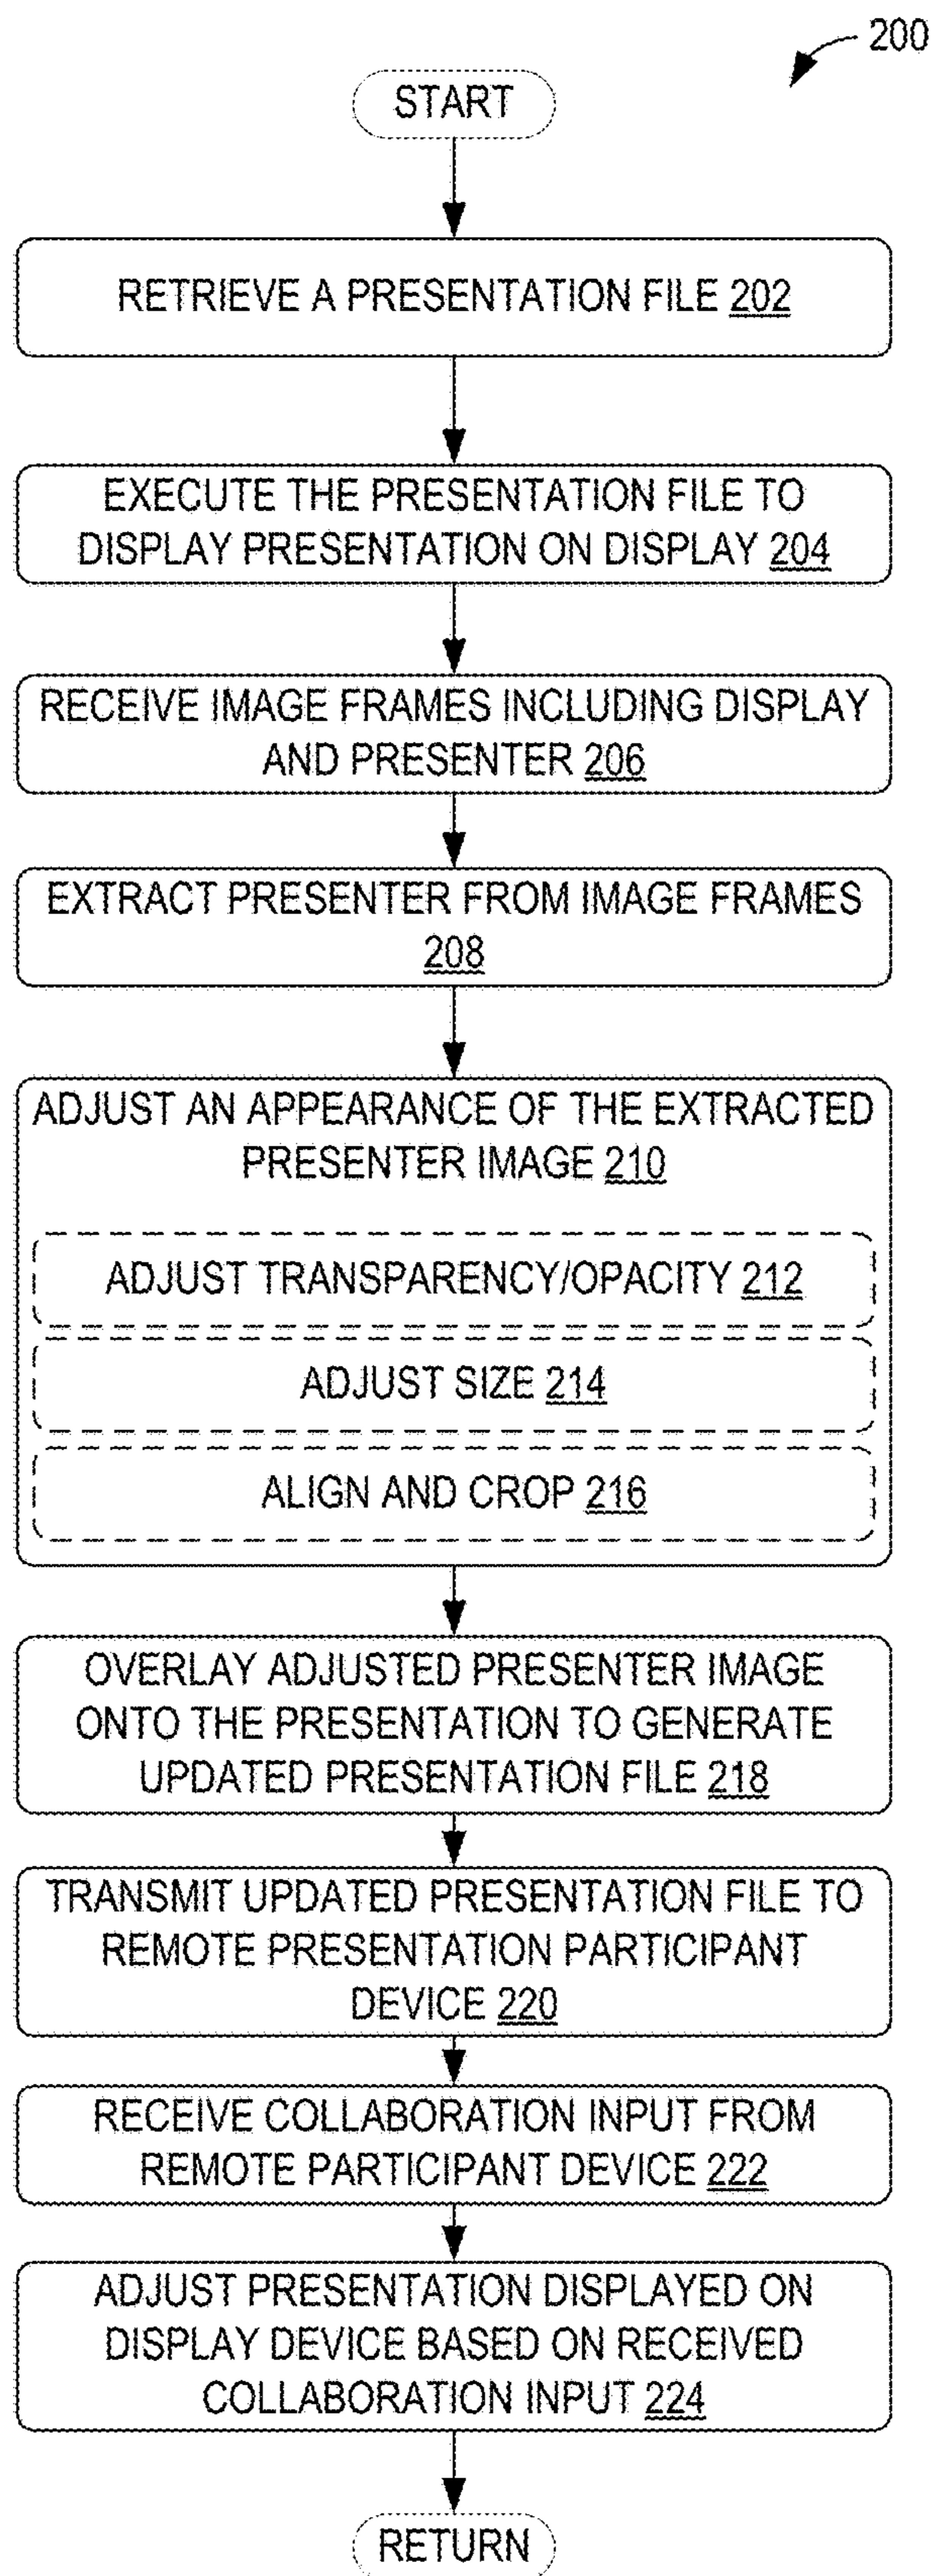 200
START
RETRIEVE A PRESENTATION FILE 202
EXECUTE THE PRESENTATION FILE TO
DISPLAY PRESENTATION ON DISPLAY 204
RECEIVE IMAGE FRAMES INCLUDING DISPLAY
AND PRESENTER 206
EXTRACT PRESENTER FROM IMAGE FRAMES
208
ADJUST AN APPEARANCE OF THE EXTRACTED
PRESENTER IMAGE 210
ADJUST TRANSPARENCY/OPACITY 212
ADJUST SIZE 214
ALIGN AND CROP 216
OVERLAY ADJUSTED PRESENTER IMAGE
ONTO THE PRESENTATION TO GENERATE
UPDATED PRESENTATION FILE 218
TRANSMIT UPDATED PRESENTATION FILE TO
REMOTE PRESENTATION PARTICIPANT
DEVICE 220
RECEIVE COLLABORATION INPUT FROM
REMOTE PARTICIPANT DEVICE 222
ADJUST PRESENTATION DISPLAYED ON
DISPLAY DEVICE BASED ON RECEIVED
COLLABORATION INPUT 224
RETURN